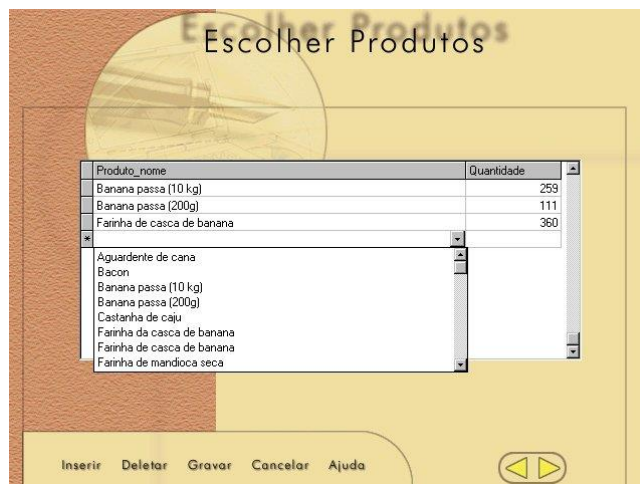 Escolher Produtos
Produto_nome Quantidade
Banana passa (10 kg) 259
Banana passa (200g) 111
Farinha de casca de banana 360
*
Aguardente de cana
Bacon
Banana passa (10 kg)
Banana passa (200g)
Castanha de caju
Farinha da casca de banana
Farinha de casca de banana
Farinha de mandioca seca
Inserir Deletar Gravar Cancelar Ajuda